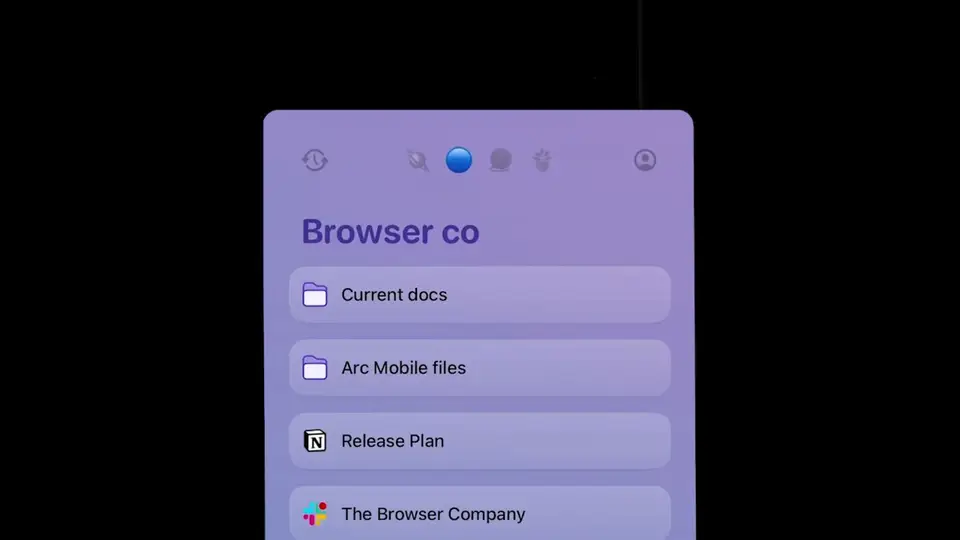 Browser co
Current docs
Arc Mobile files
Release Plan
The Browser Company